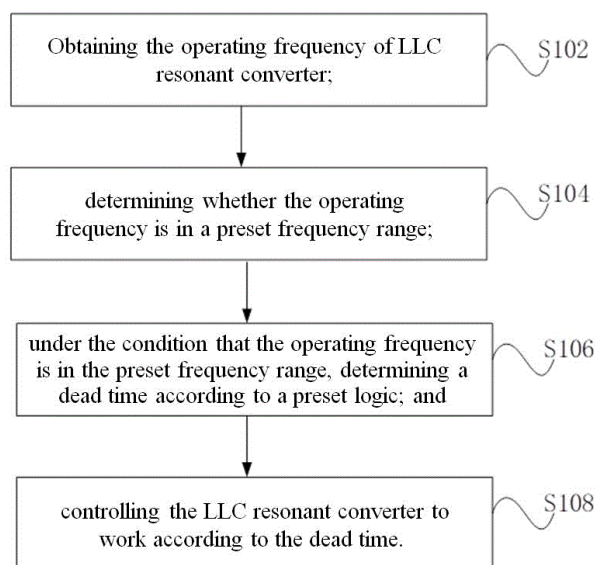 Obtaining the operating frequency of LLC
resonant converter;
S102
determining whether the operating
frequency is in a preset frequency range;
S104
under the condition that the operating frequency
is in the preset frequency range, determining a
dead time according to a preset logic; and
S106
controlling the LLC resonant converter to
work according to the dead time.
S108